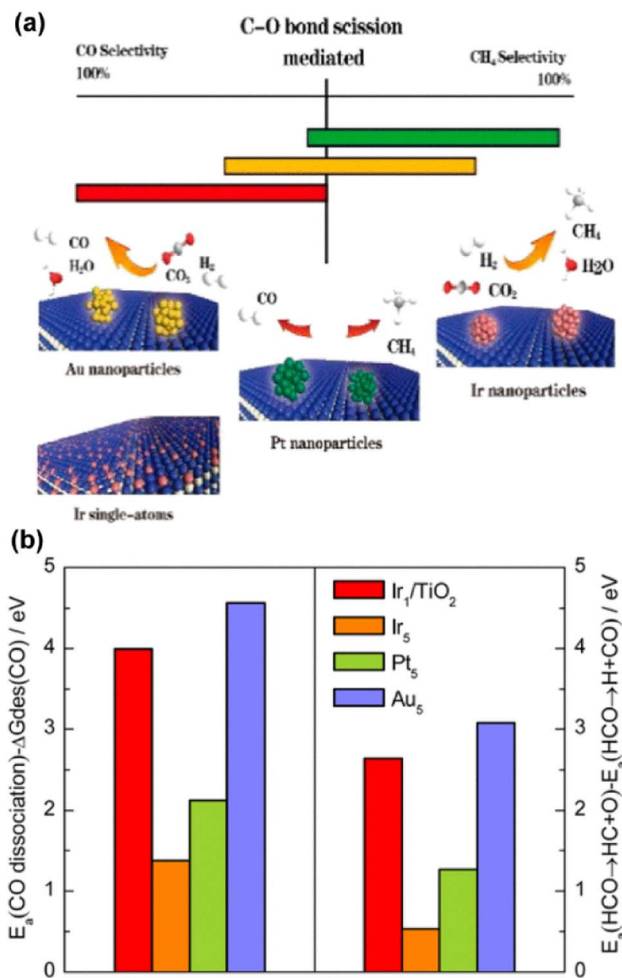 (a)
C–O bond scission
mediated
CO Selectivity
100%
CH4 Selectivity
100%
CO
H2O
CO2
H2
Au nanoparticles
CO
CH4
Pt nanoparticles
H2
CO2
CH4
H2O
Ir nanoparticles
Ir single-atoms
(b)
Ea(CO dissociation)-ΔGdes(CO) / eV
5
4
3
2
1
0
Ir1/TiO2
Ir5
Pt5
Au5
5
4
3
2
1
0
Ea(HCO→HC+O)-Ea(HCO→H+CO) / eV